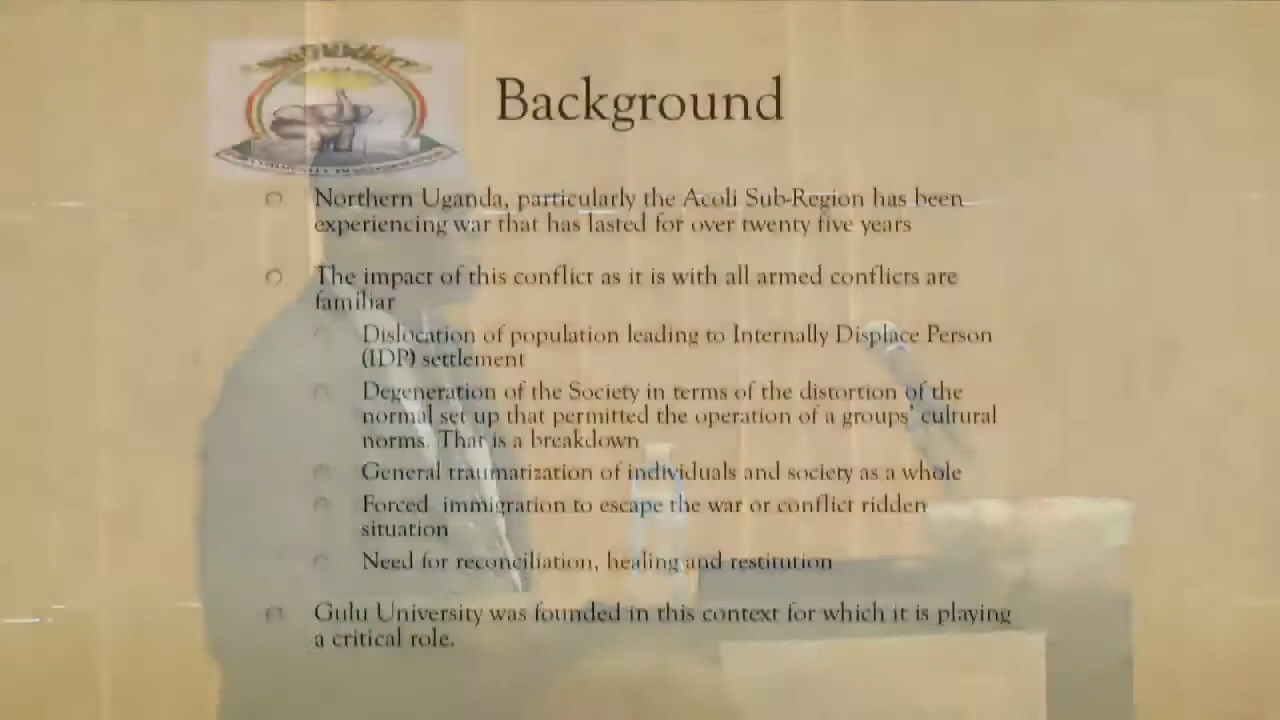 Background
Northern Uganda, particularly the Acoli Sub-Region has been
experiencing war that has lasted for over twenty five years
The impact of this conflict as it is with all armed conflicts are
familiar
Dislocation of population leading to Internally Displace Person
(IDP) settlement
Degeneration of the Society in terms of the distortion of the
normal set up that permitted the operation of a groups' cultural
norms. That is a breakdown
General traumatization of individuals and society as a whole
Forced immigration to escape the war or conflict ridden
situation
Need for reconciliation, healing and restitution
Gulu University was founded in this context for which it is playing
a critical role.